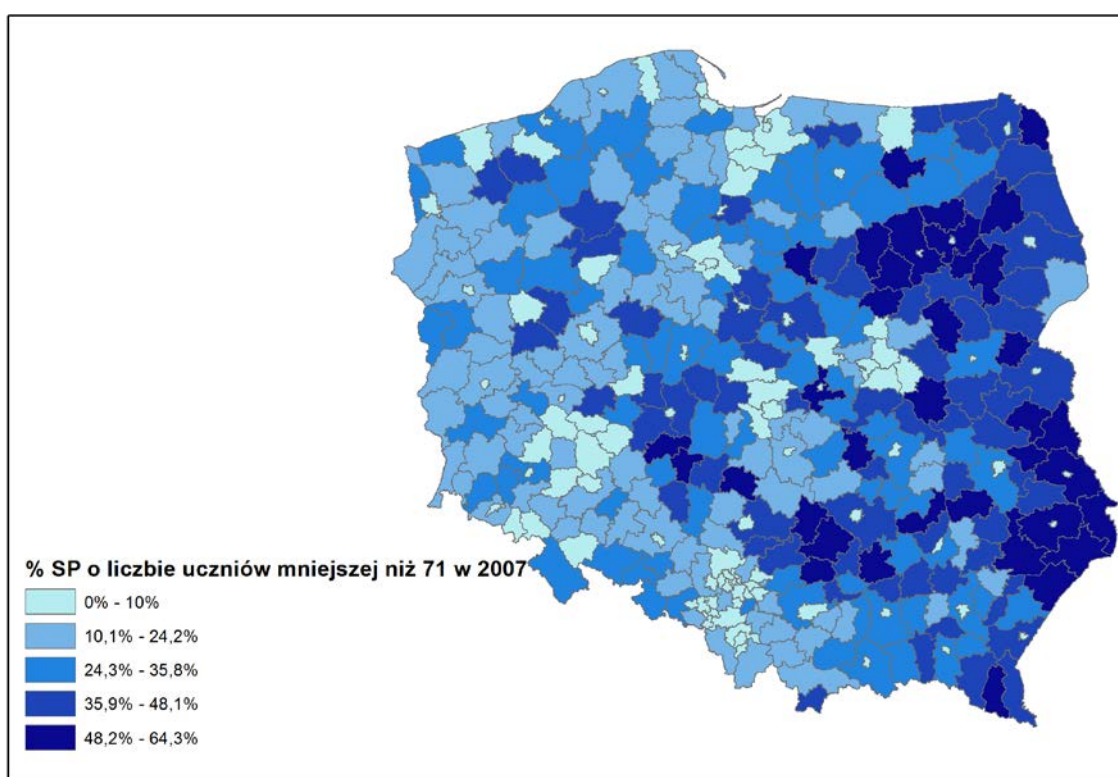 % SP o liczbie uczniów mniejszej niż 71 w 2007
0% - 10%
10,1% - 24,2%
24,3% - 35,8%
35,9% - 48,1%
48,2% - 64,3%